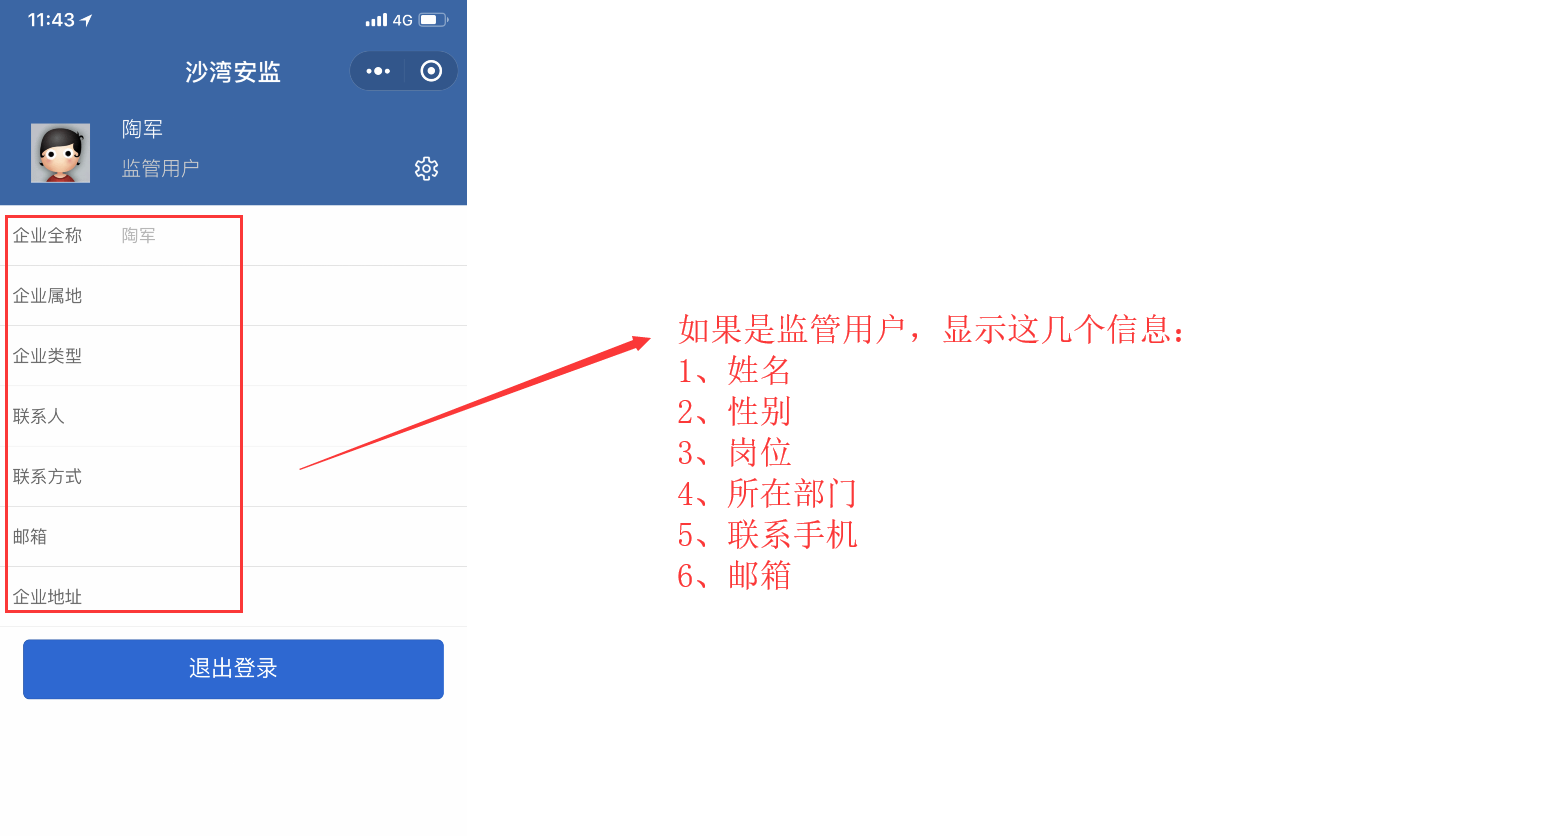 11:43
4G
沙湾安监
陶军
监管用户
企业全称 陶军
企业属地
企业类型
联系人
联系方式
邮箱
企业地址
退出登录
如果是监管用户，显示这几个信息：
1、姓名
2、性别
3、岗位
4、所在部门
5、联系手机
6、邮箱